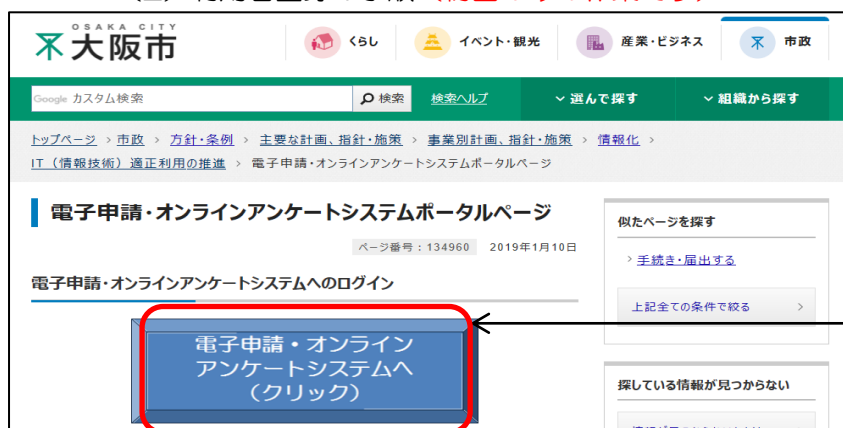 OSAKA CITY
大阪市
くらし
イベント・観光
産業・ビジネス
市政
Google カスタム検索
検索
検索ヘルプ
選んで探す
組織から探す
トップページ > 市政 > 方針・条例 > 主要な計画、指針・施策 > 事業別計画、指針・施策 > 情報化 >
IT（情報技術）適正利用の推進 > 電子申請・オンラインアンケートシステムポータルページ
電子申請・オンラインアンケートシステムポータルページ
ページ番号：134960 2019年1月10日
電子申請・オンラインアンケートシステムへのログイン
電子申請・オンライン
アンケートシステムへ
（クリック）
似たページを探す
> 手続き・届出する
上記全ての条件で絞る >
探している情報が見つからない